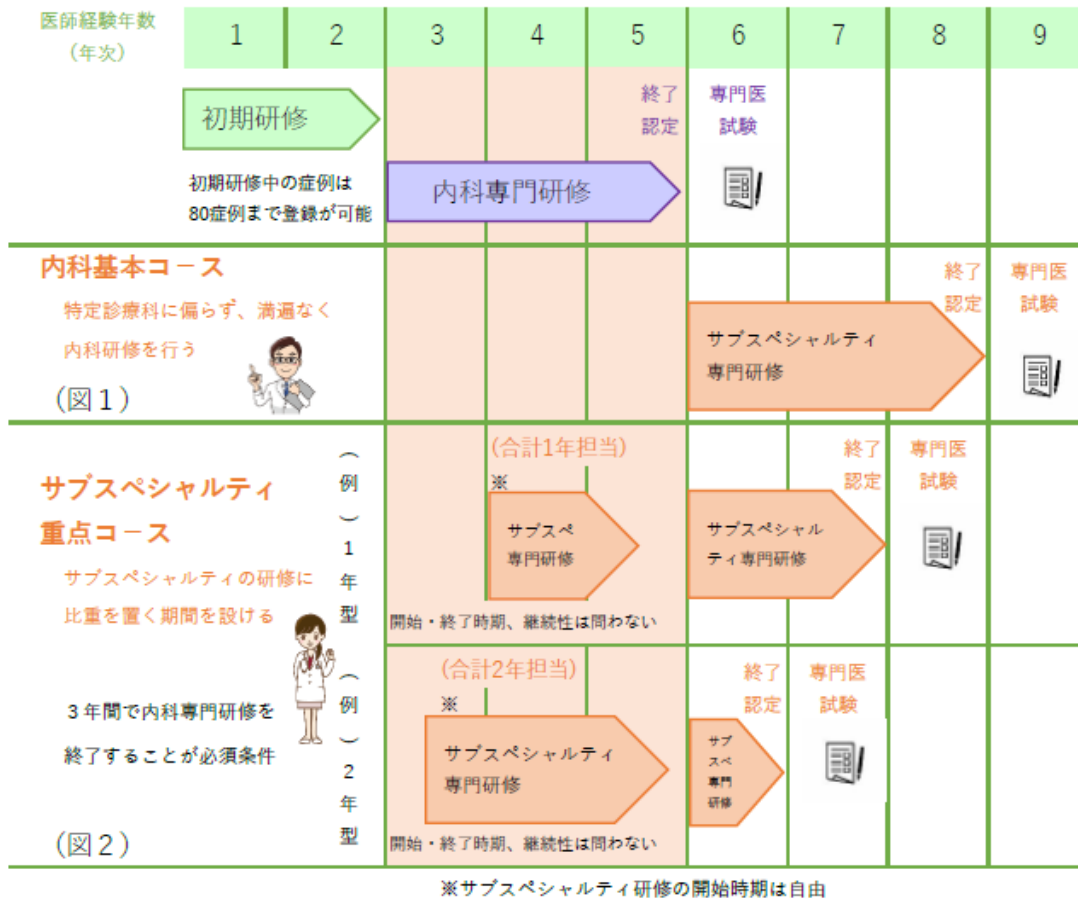 医師経験年数
(年次)
1 2 3 4 5 6 7 8 9
初期研修
終了
認定
専門医
試験
初期研修中の症例は
80症例まで登録が可能
内科専門研修
内科基本コース
特定診療科に偏らず、満遍なく
内科研修を行う
(図1)
サブスペシャルティ
専門研修
終了
認定
専門医
試験
サブスペシャルティ
重点コース
サブスペシャルティの研修に
比重を置く期間を設ける
3年間で内科専門研修を
終了することが必須条件
(図2)
(例)1年型
(合計1年担当)
※
サブスペ
専門研修
開始・終了時期、継続性は問わない
サブスペシャル
ティ専門研修
終了
認定
専門医
試験
(例)2年型
(合計2年担当)
※
サブスペシャルティ
専門研修
開始・終了時期、継続性は問わない
サブ
スペ
専門
研修
終了
認定
専門医
試験
※サブスペシャルティ研修の開始時期は自由